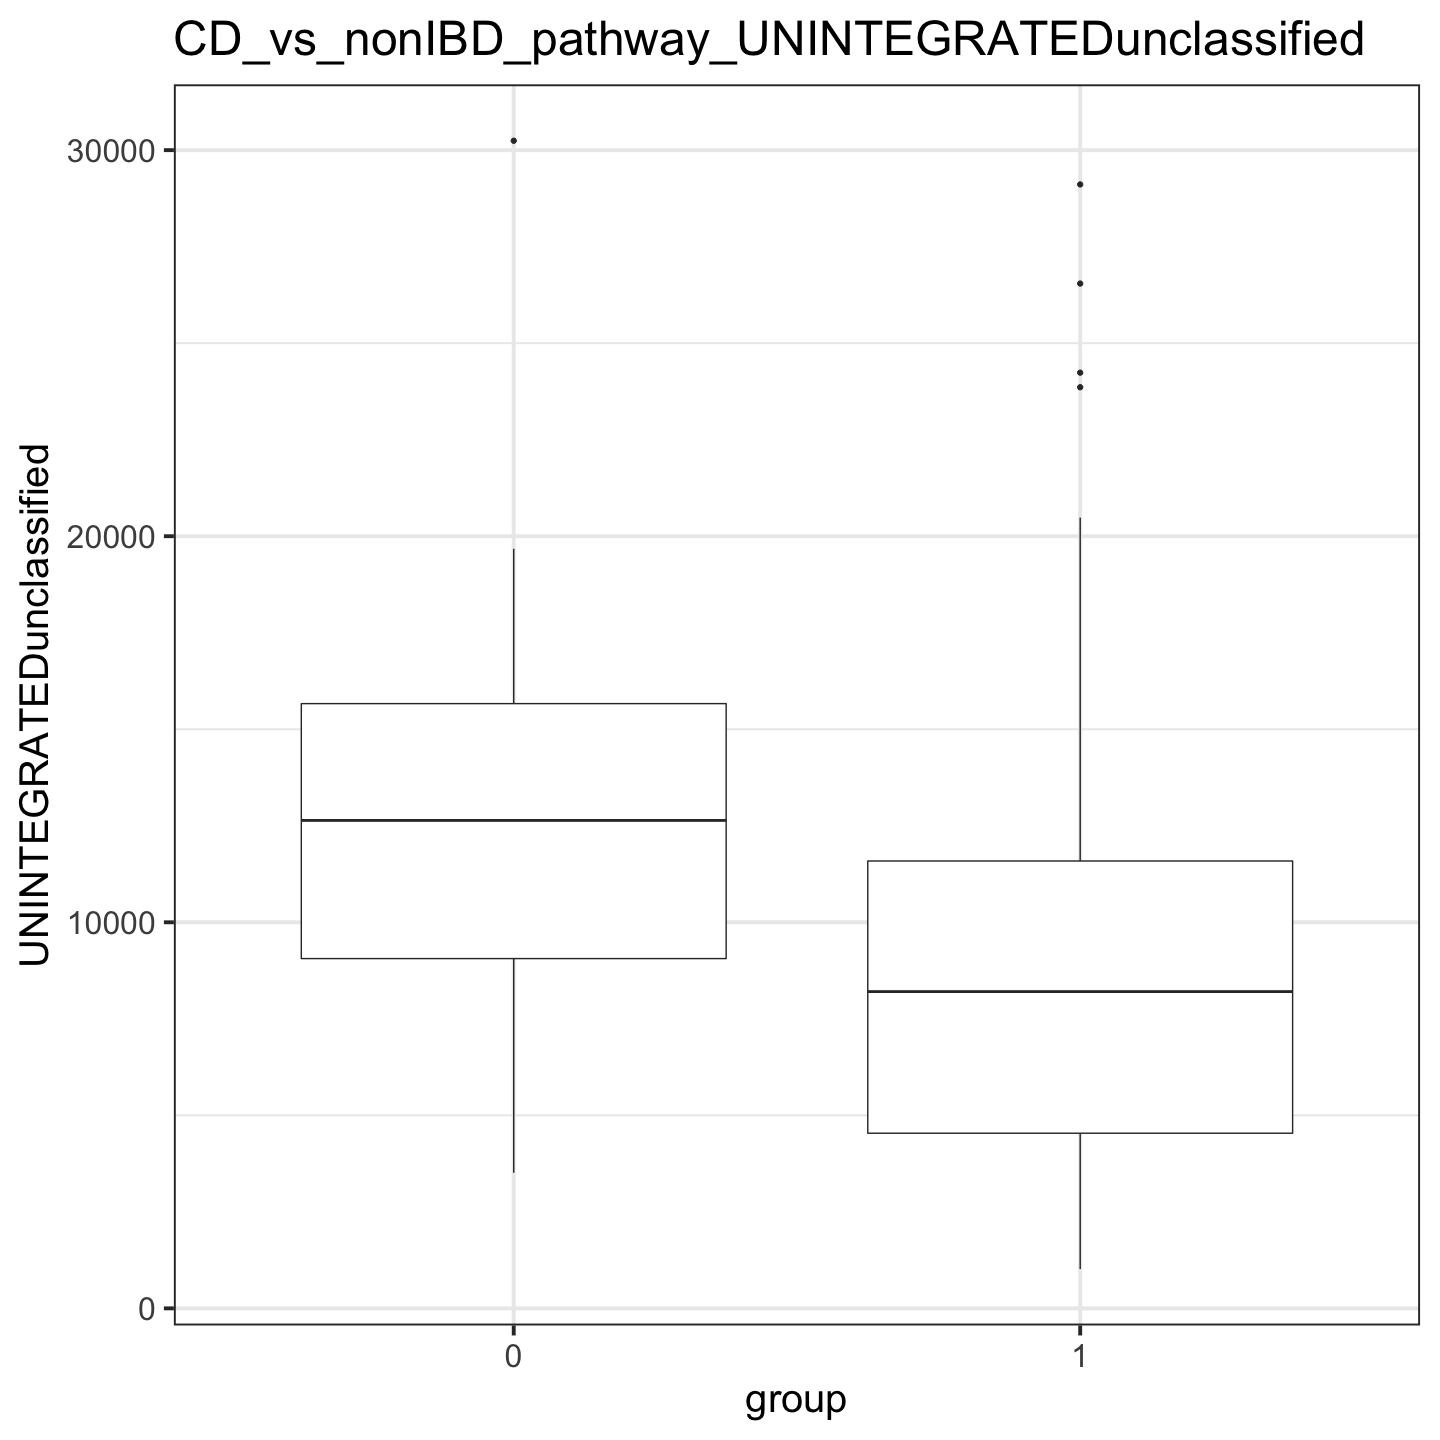 CD_vs_nonIBD_pathway_UNINTEGRATEDunclassified
30000
20000
10000
0
UNINTEGRATEDunclassified
0 1
group